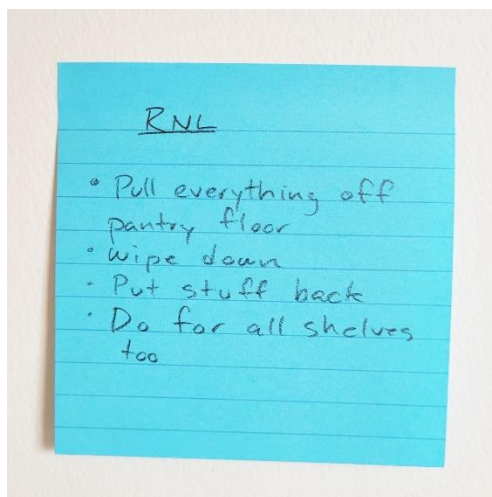 RNL
• Pull everything off
pantry floor
• wipe down
• Put stuff back
• Do for all shelves
too